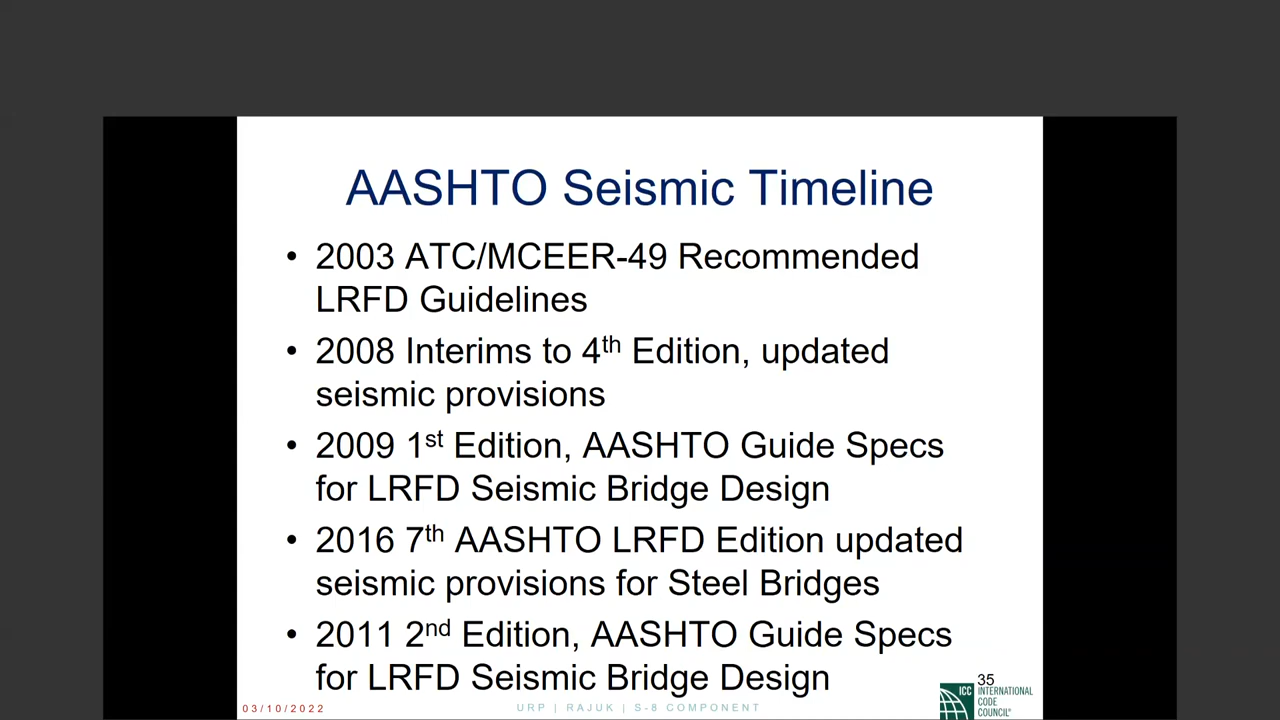 AASHTO Seismic Timeline
• 2003 ATC/MCEER-49 Recommended
LRFD Guidelines
• 2008 Interims to 4th Edition, updated
seismic provisions
• 2009 1st Edition, AASHTO Guide Specs
for LRFD Seismic Bridge Design
• 2016 7th AASHTO LRFD Edition updated
seismic provisions for Steel Bridges
• 2011 2nd Edition, AASHTO Guide Specs
for LRFD Seismic Bridge Design
35
03/10/2022
URP | RAJUK | S-8 COMPONENT
ICC INTERNATIONAL
CODE
COUNCIL®